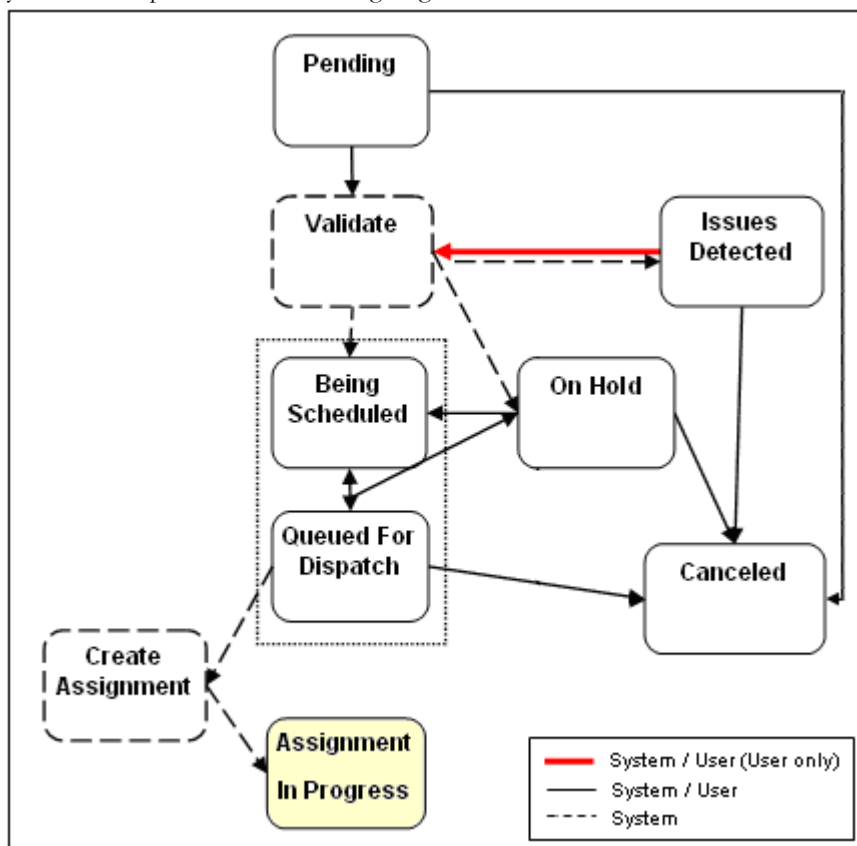 Pending
Validate
Issues
Detected
Being
Scheduled
On Hold
Queued For
Dispatch
Canceled
Create
Assignment
Assignment
In Progress
System / User (User only)
System / User
System